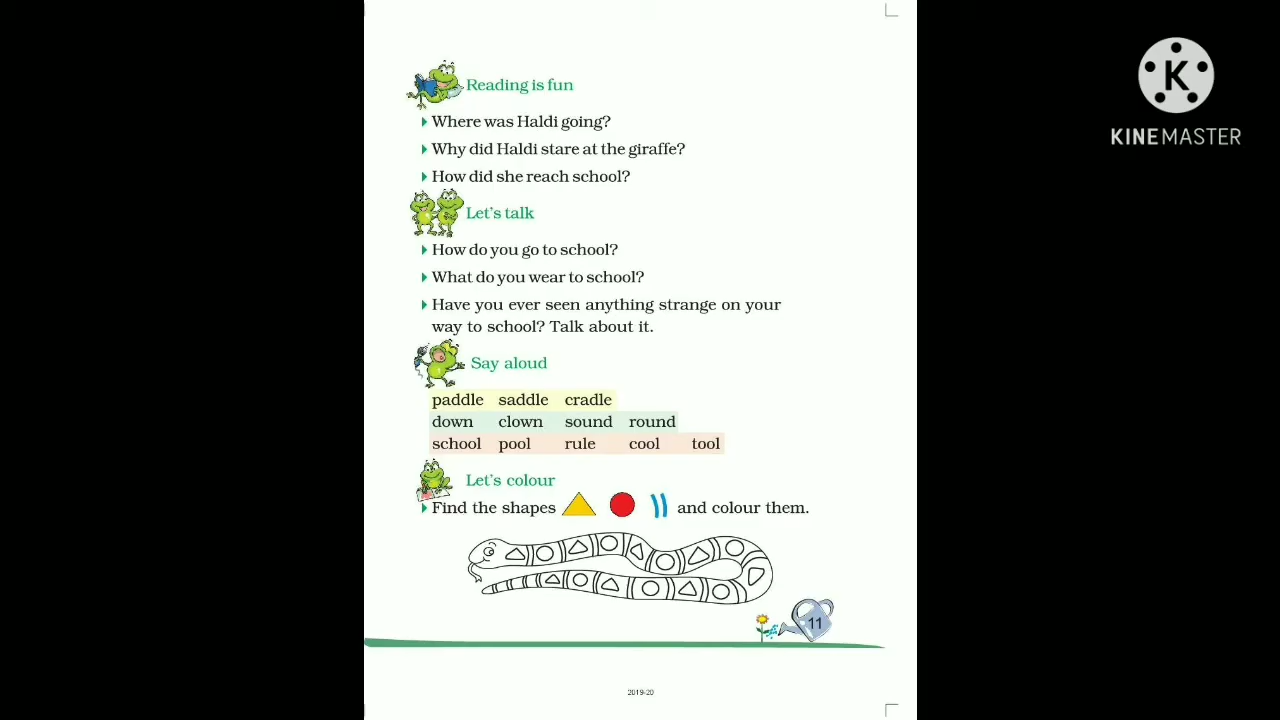 Reading is fun
Where was Haldi going?
Why did Haldi stare at the giraffe?
How did she reach school?
Let's talk
How do you go to school?
What do you wear to school?
Have you ever seen anything strange on your
way to school? Talk about it.
Say aloud
paddle saddle cradle
down clown sound round
school pool rule cool tool
Let's colour
Find the shapes and colour them.
11
2019-20
K
KINEMASTER